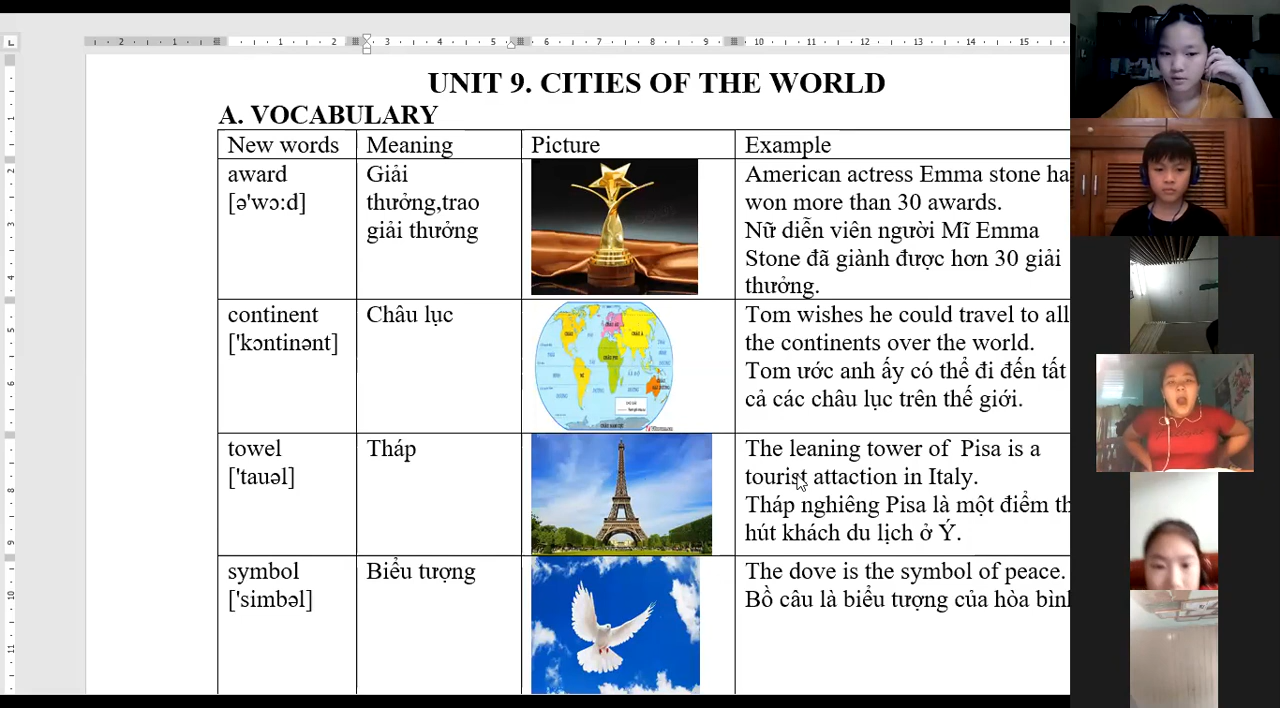 UNIT 9. CITIES OF THE WORLD
A. VOCABULARY
New words Meaning Picture Example
award
[ə'wɔ:d]
Giải
thưởng,trao
giải thưởng
American actress Emma stone ha
won more than 30 awards.
Nữ diễn viên người Mĩ Emma
Stone đã giành được hơn 30 giải
thưởng.
continent
['kɔntinənt]
Châu lục
Tom wishes he could travel to all
the continents over the world.
Tom ước anh ấy có thể đi đến tất
cả các châu lục trên thế giới.
towel
['tauəl]
Tháp
The leaning tower of Pisa is a
tourist attaction in Italy.
Tháp nghiêng Pisa là một điểm th
hút khách du lịch ở Ý.
symbol
['simbəl]
Biểu tượng
The dove is the symbol of peace.
Bồ câu là biểu tượng của hòa bìn